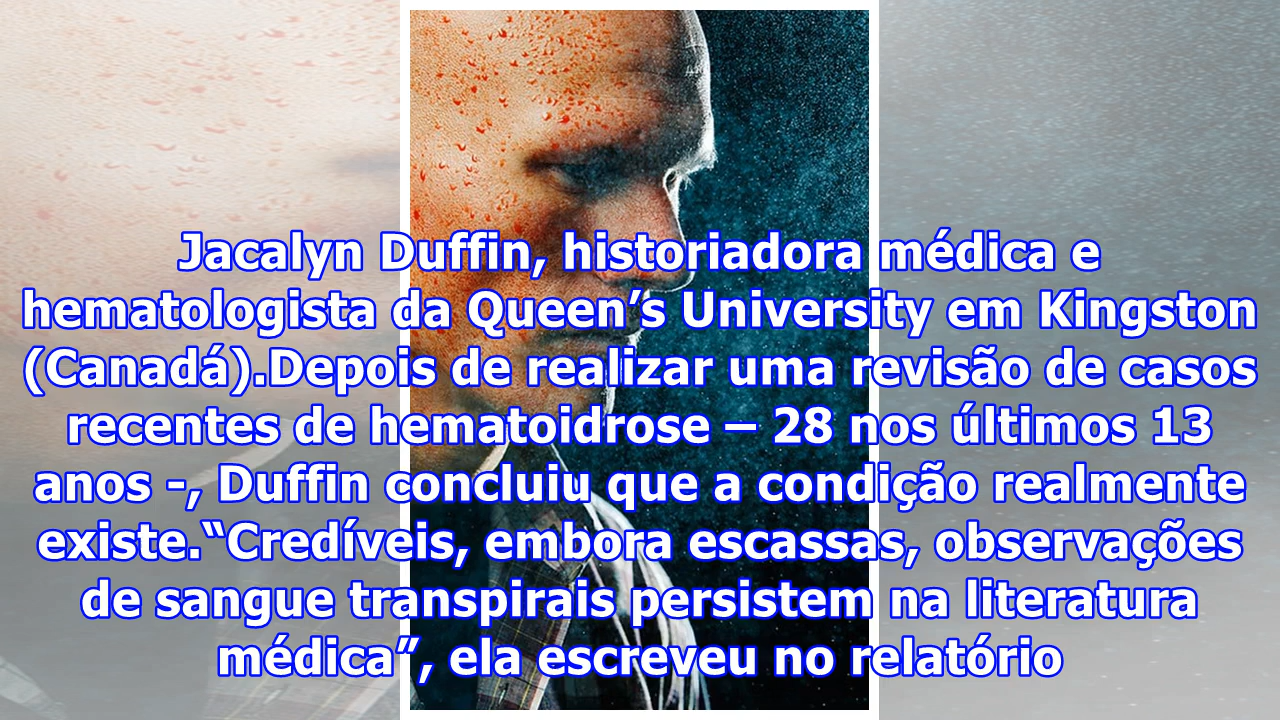 Jacalyn Duffin, historiadora médica e
hematologista da Queen’s University em Kingston
(Canadá).Depois de realizar uma revisão de casos
recentes de hematoidrose – 28 nos últimos 13
anos -, Duffin concluiu que a condição realmente
existe.“Credíveis, embora escassas, observações
de sangue transpirais persistem na literatura
médica”, ela escreveu no relatório